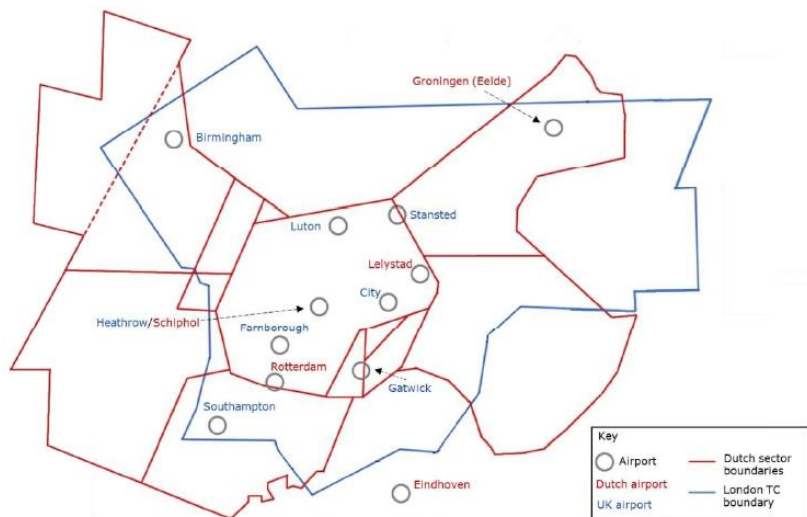 Groningen (Eelde)
Birmingham
Luton
Stansted
Lelystad
City
Heathrow/Schiphol
Farnborough
Rotterdam
Gatwick
Southampton
Eindhoven
Key
Airport
Dutch airport
UK airport
Dutch sector
boundaries
London TC
boundary